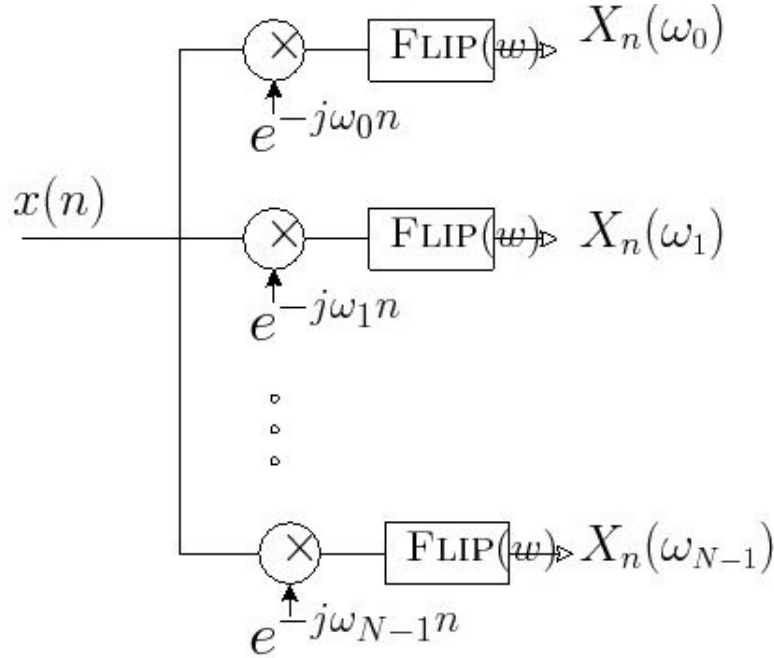 FLIP(w) X_n(ω_0)
e^{-jω_0 n}
x(n)
FLIP(w) X_n(ω_1)
e^{-jω_1 n}
FLIP(w) X_n(ω_{N-1})
e^{-jω_{N-1} n}